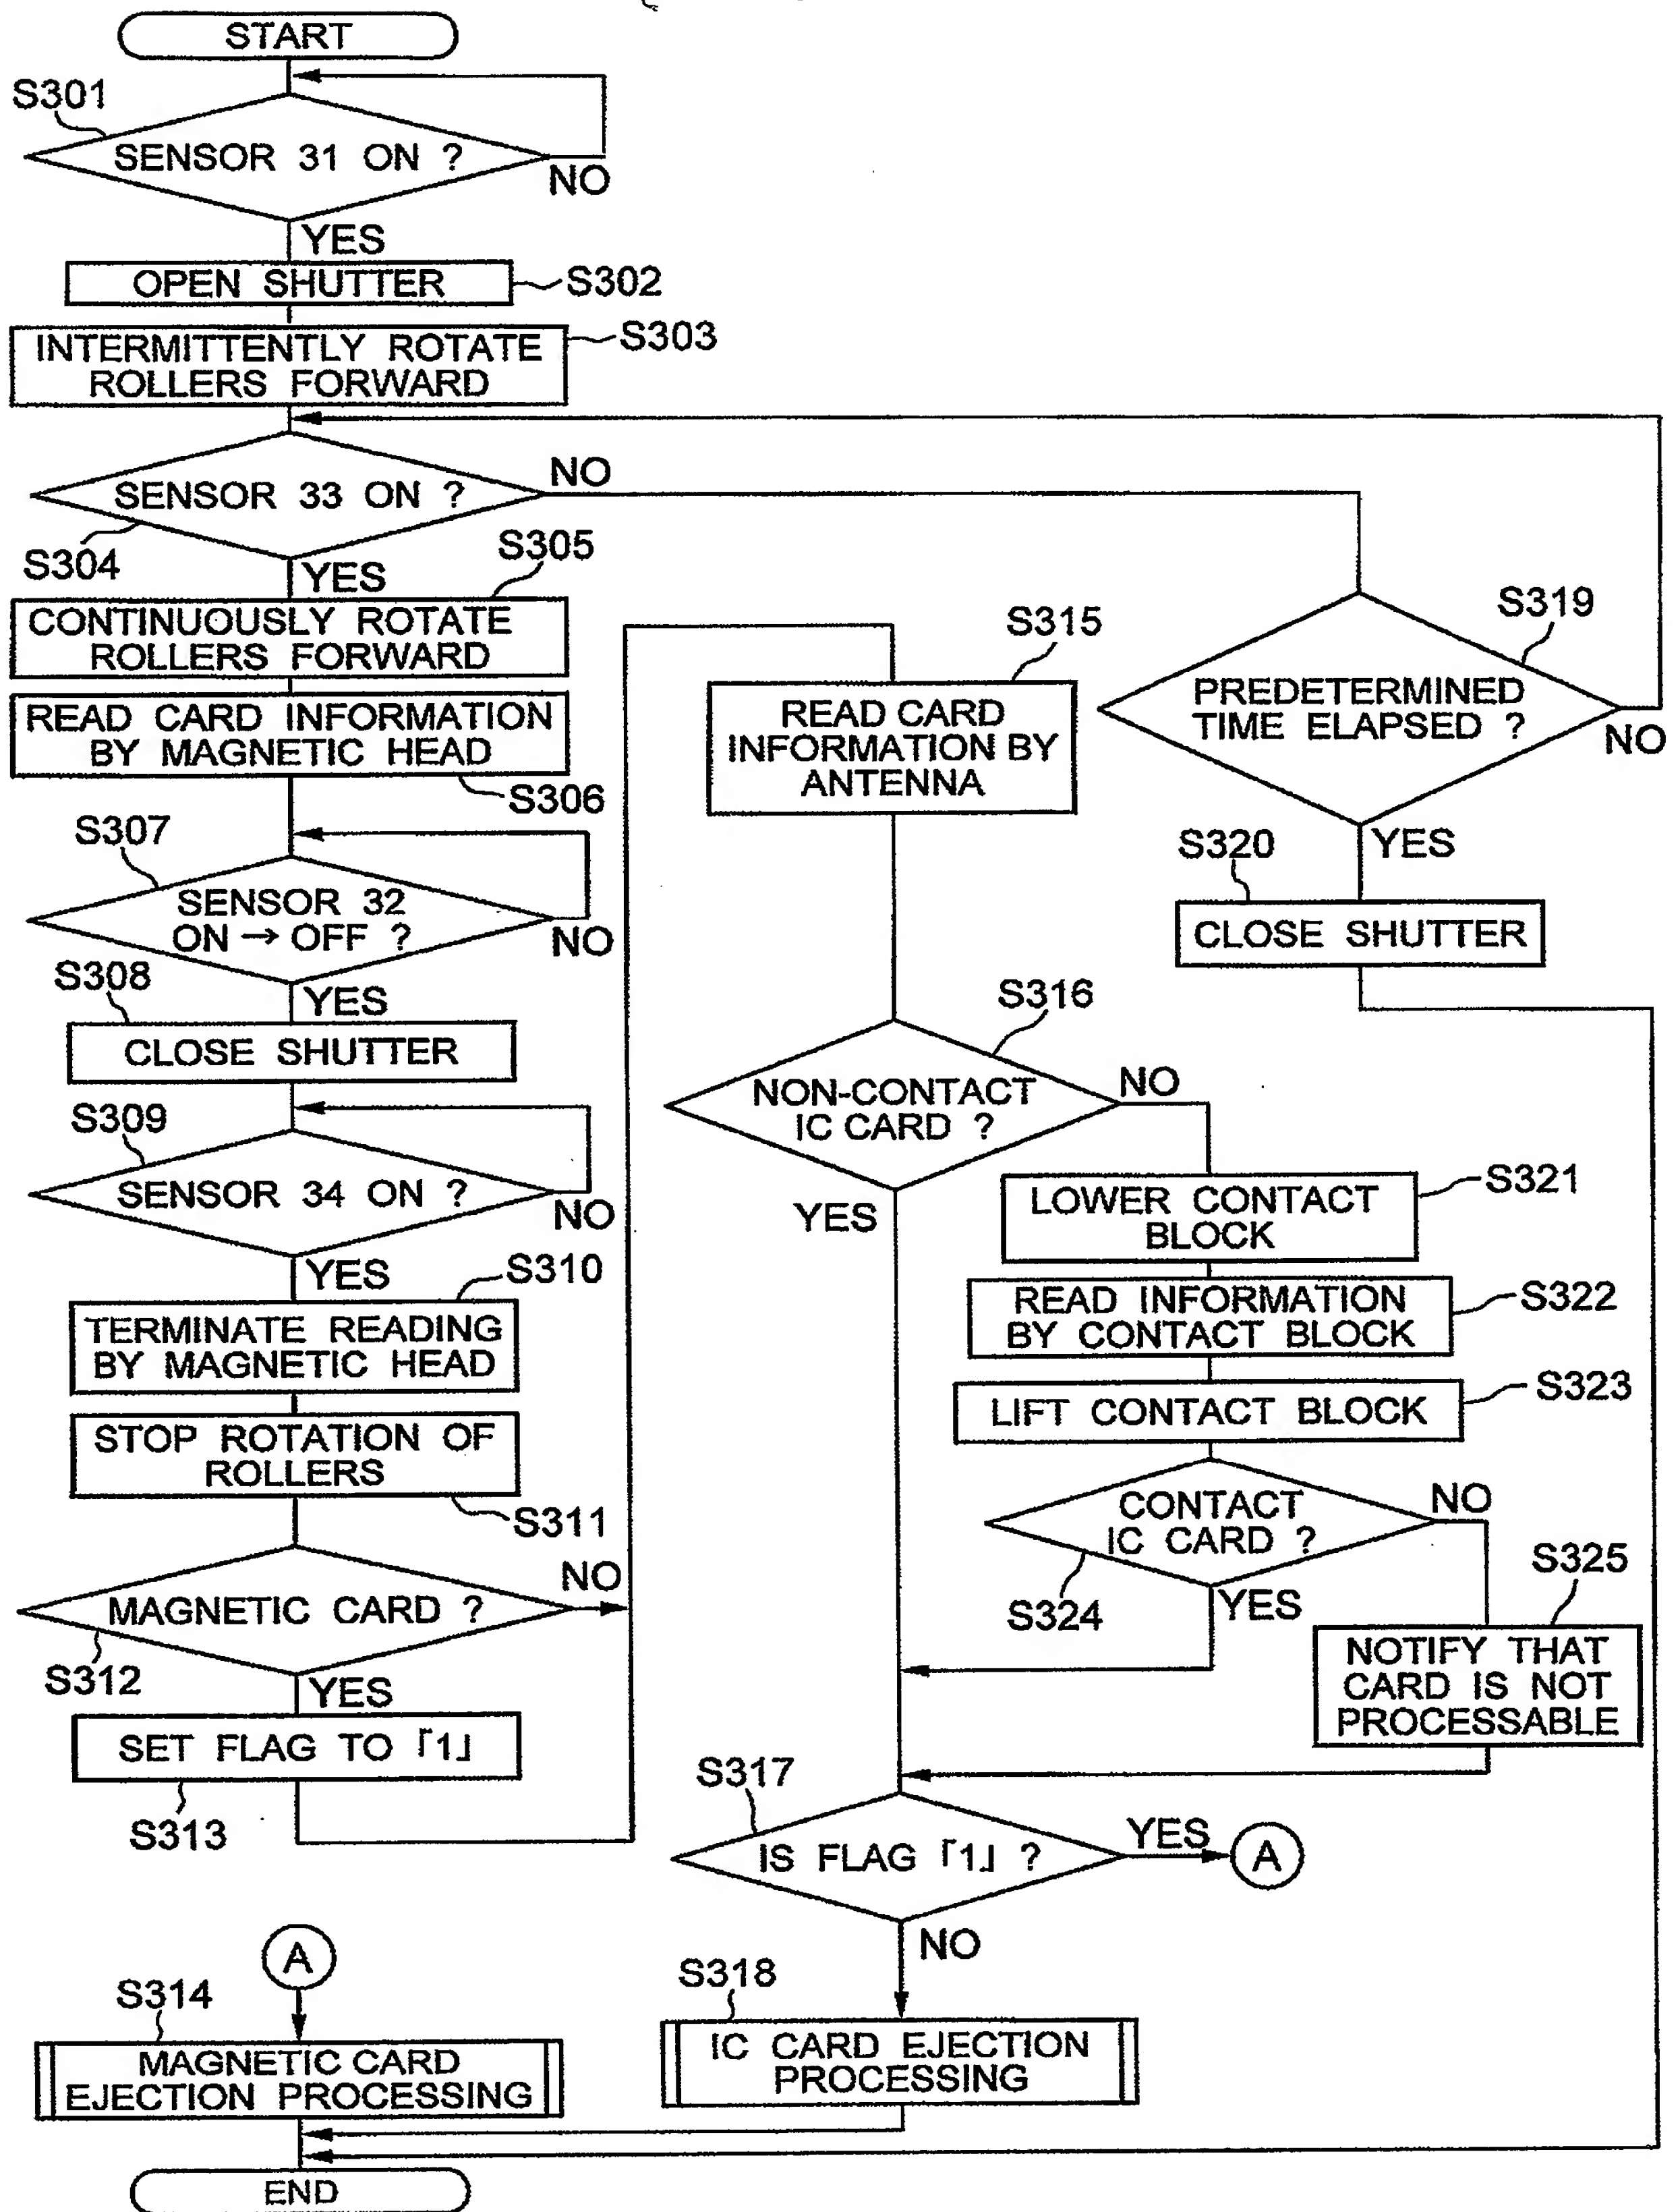 START
S301
SENSOR 31 ON ?
NO
YES
OPEN SHUTTER
S302
INTERMITTENTLY ROTATE
ROLLERS FORWARD
S303
SENSOR 33 ON ?
NO
S304
YES
S305
CONTINUOUSLY ROTATE
ROLLERS FORWARD
READ CARD INFORMATION
BY MAGNETIC HEAD
S306
S307
SENSOR 32
ON → OFF ?
NO
S308
YES
CLOSE SHUTTER
S309
SENSOR 34 ON ?
NO
YES
S310
TERMINATE READING
BY MAGNETIC HEAD
STOP ROTATION OF
ROLLERS
S311
MAGNETIC CARD ?
NO
S312
YES
SET FLAG TO 「1」
S313
A
S314
MAGNETIC CARD
EJECTION PROCESSING
END
S315
READ CARD
INFORMATION BY
ANTENNA
S316
NON-CONTACT
IC CARD ?
NO
YES
S317
IS FLAG 「1」 ?
YES
A
NO
S318
IC CARD EJECTION
PROCESSING
S319
PREDETERMINED
TIME ELAPSED ?
NO
YES
S320
CLOSE SHUTTER
LOWER CONTACT
BLOCK
S321
READ INFORMATION
BY CONTACT BLOCK
S322
LIFT CONTACT BLOCK
S323
CONTACT
IC CARD ?
NO
S324
YES
S325
NOTIFY THAT
CARD IS NOT
PROCESSABLE